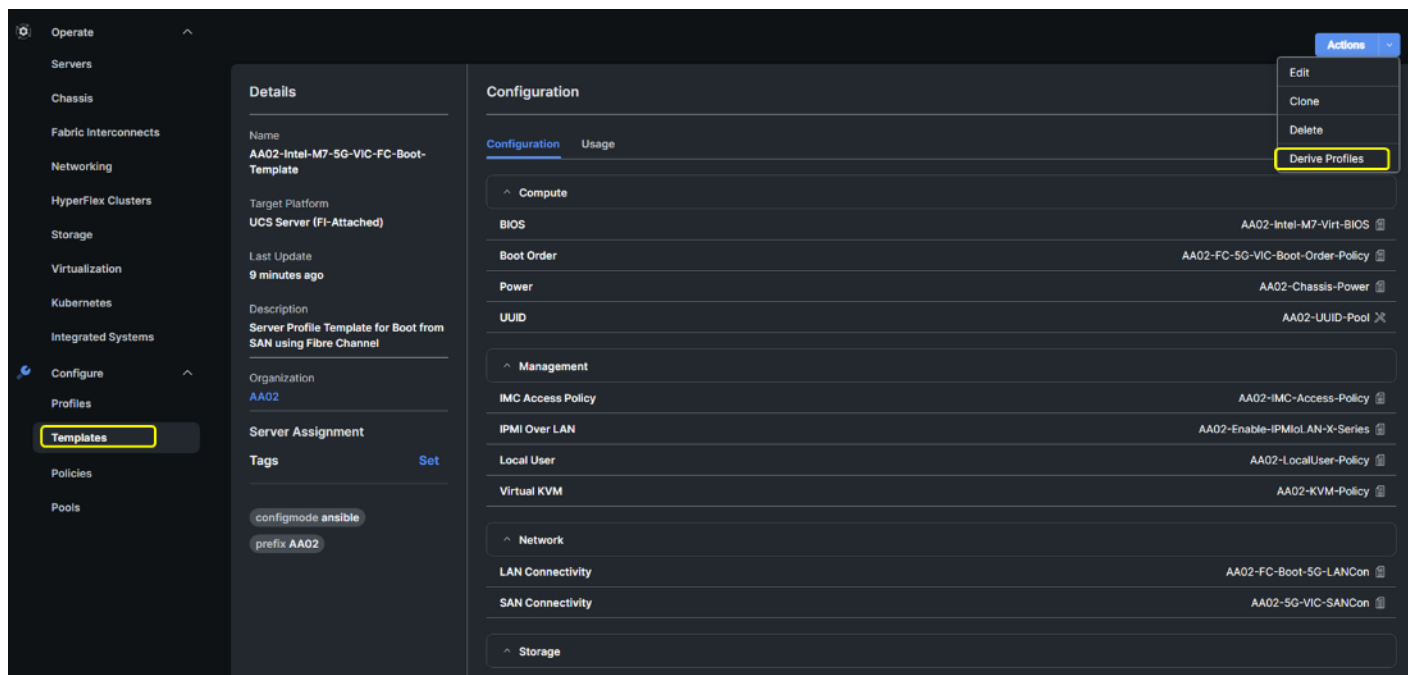 Operate
Servers
Chassis
Fabric Interconnects
Networking
HyperFlex Clusters
Storage
Virtualization
Kubernetes
Integrated Systems
Configure
Profiles
Templates
Policies
Pools
Details
Name
AA02-Intel-M7-5G-VIC-FC-Boot-
Template
Target Platform
UCS Server (FI-Attached)
Last Update
9 minutes ago
Description
Server Profile Template for Boot from
SAN using Fibre Channel
Organization
AA02
Server Assignment
Tags Set
configmode ansible
prefix AA02
Actions
Edit
Clone
Delete
Derive Profiles
Configuration
Configuration Usage
Compute
BIOS AA02-Intel-M7-Virt-BIOS
Boot Order AA02-FC-5G-VIC-Boot-Order-Policy
Power AA02-Chassis-Power
UUID AA02-UUID-Pool
Management
IMC Access Policy AA02-IMC-Access-Policy
IPMI Over LAN AA02-Enable-IPMIoLAN-X-Series
Local User AA02-LocalUser-Policy
Virtual KVM AA02-KVM-Policy
Network
LAN Connectivity AA02-FC-Boot-5G-LANCon
SAN Connectivity AA02-5G-VIC-SANCon
Storage